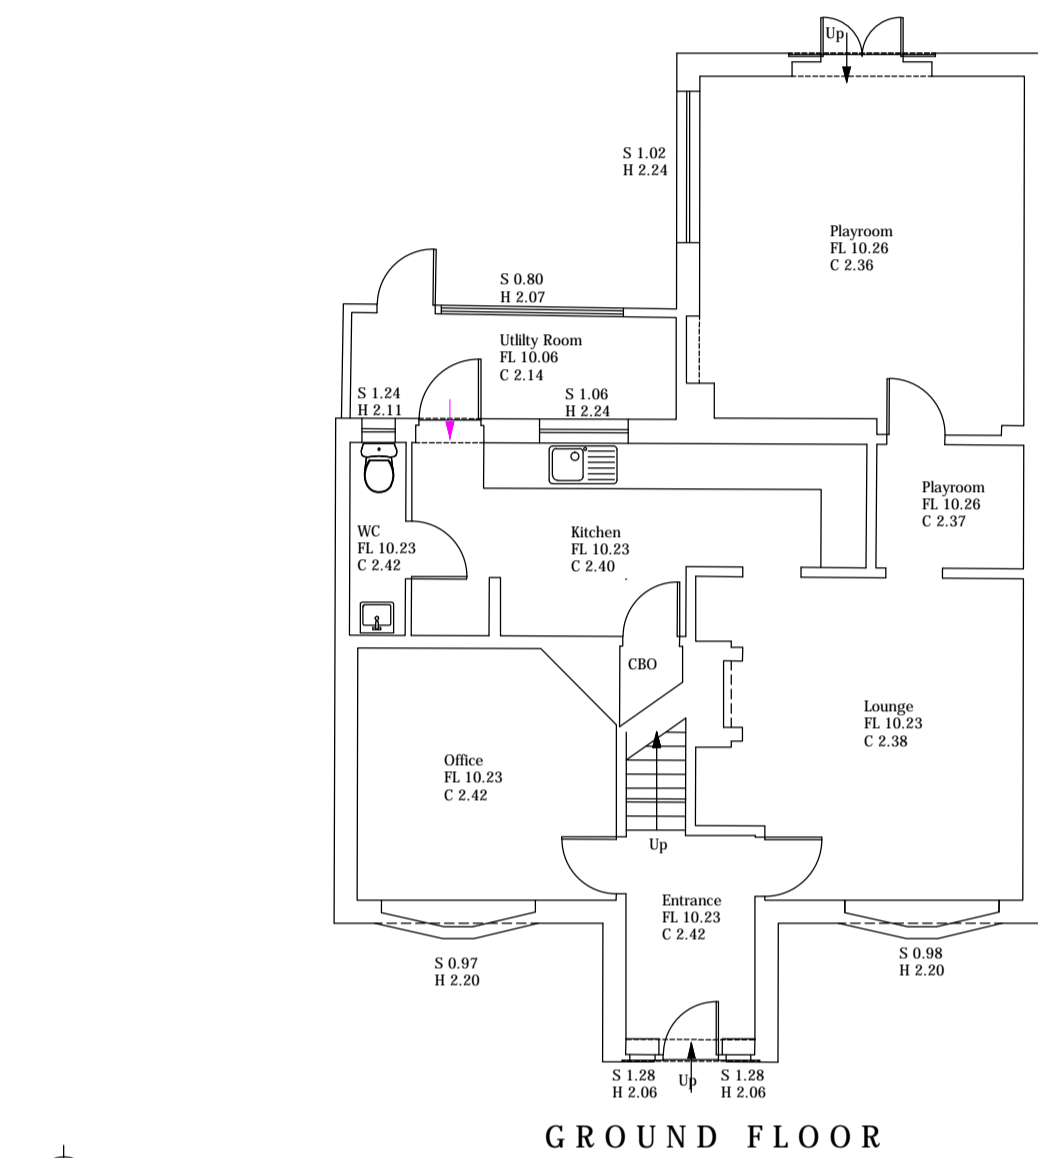 Up
S 1.02
H 2.24
Playroom
FL 10.26
C 2.36
S 0.80
H 2.07
Utlilty Room
FL 10.06
C 2.14
S 1.24
H 2.11
S 1.06
H 2.24
Playroom
FL 10.26
C 2.37
WC
FL 10.23
C 2.42
Kitchen
FL 10.23
C 2.40
CBO
Lounge
FL 10.23
C 2.38
Office
FL 10.23
C 2.42
Up
Entrance
FL 10.23
C 2.42
S 0.97
H 2.20
S 0.98
H 2.20
S 1.28
H 2.06
Up
S 1.28
H 2.06
GROUND FLOOR